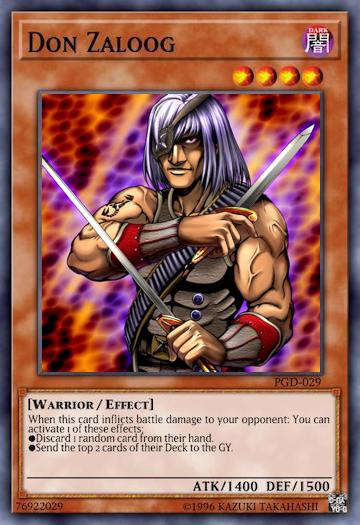 DON ZALOOG
DARK
闇
PGD-029
[WARRIOR / EFFECT]
When this card inflicts battle damage to your opponent: You can
activate 1 of these effects;
●Discard 1 random card from their hand.
●Send the top 2 cards of their Deck to the GY.
ATK/1400 DEF/1500
76922029
©1996 KAZUKI TAKAHASHI